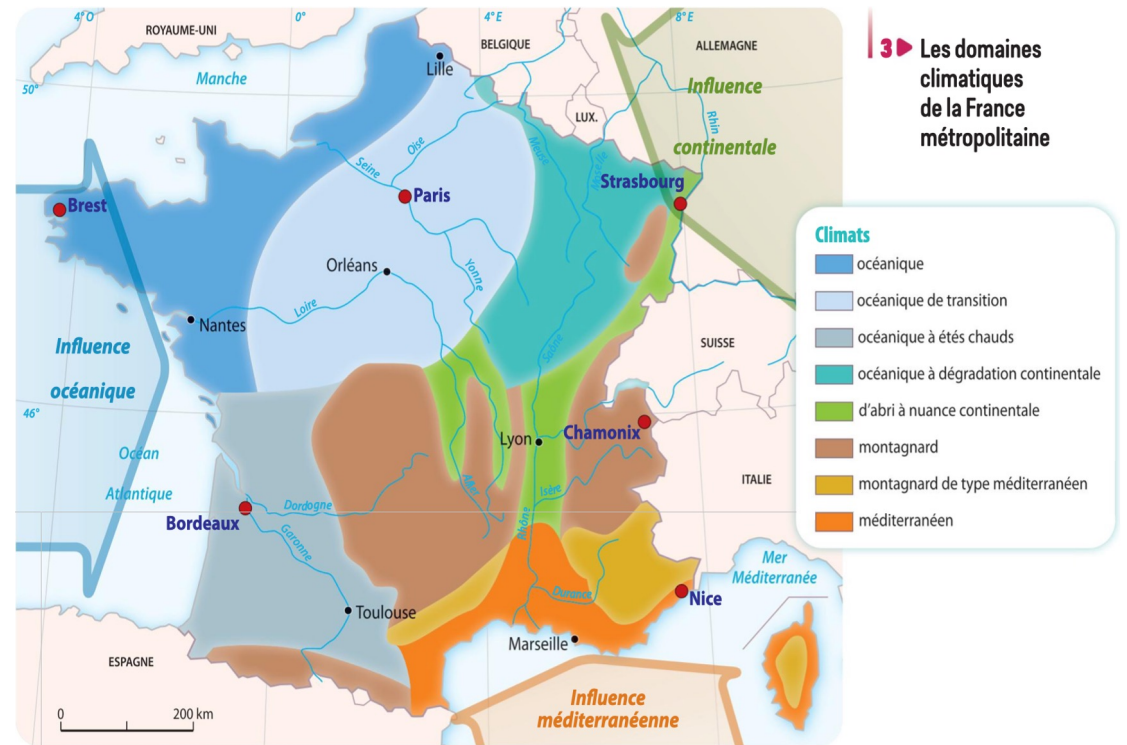 4° O
0°
4° E
8° E
ROYAUME-UNI
BELGIQUE
ALLEMAGNE
Lille
Manche
50°
LUX.
Influence
continentale
Rhin
Oise
Seine
Meuse
Moselle
Strasbourg
Brest
Paris
Orléans
Yonne
Loire
Nantes
Saône
SUISSE
Influence
océanique
46°
Lyon
Chamonix
Océan
Atlantique
Allier
Isère
ITALIE
Dordogne
Bordeaux
Garonne
Rhône
Mer
Méditerranée
Durance
Nice
Toulouse
Marseille
ESPAGNE
Influence
méditerranéenne
0
200 km
3 Les domaines
climatiques
de la France
métropolitaine
Climats
océanique
océanique de transition
océanique à étés chauds
océanique à dégradation continentale
d’abri à nuance continentale
montagnard
montagnard de type méditerranéen
méditerranéen